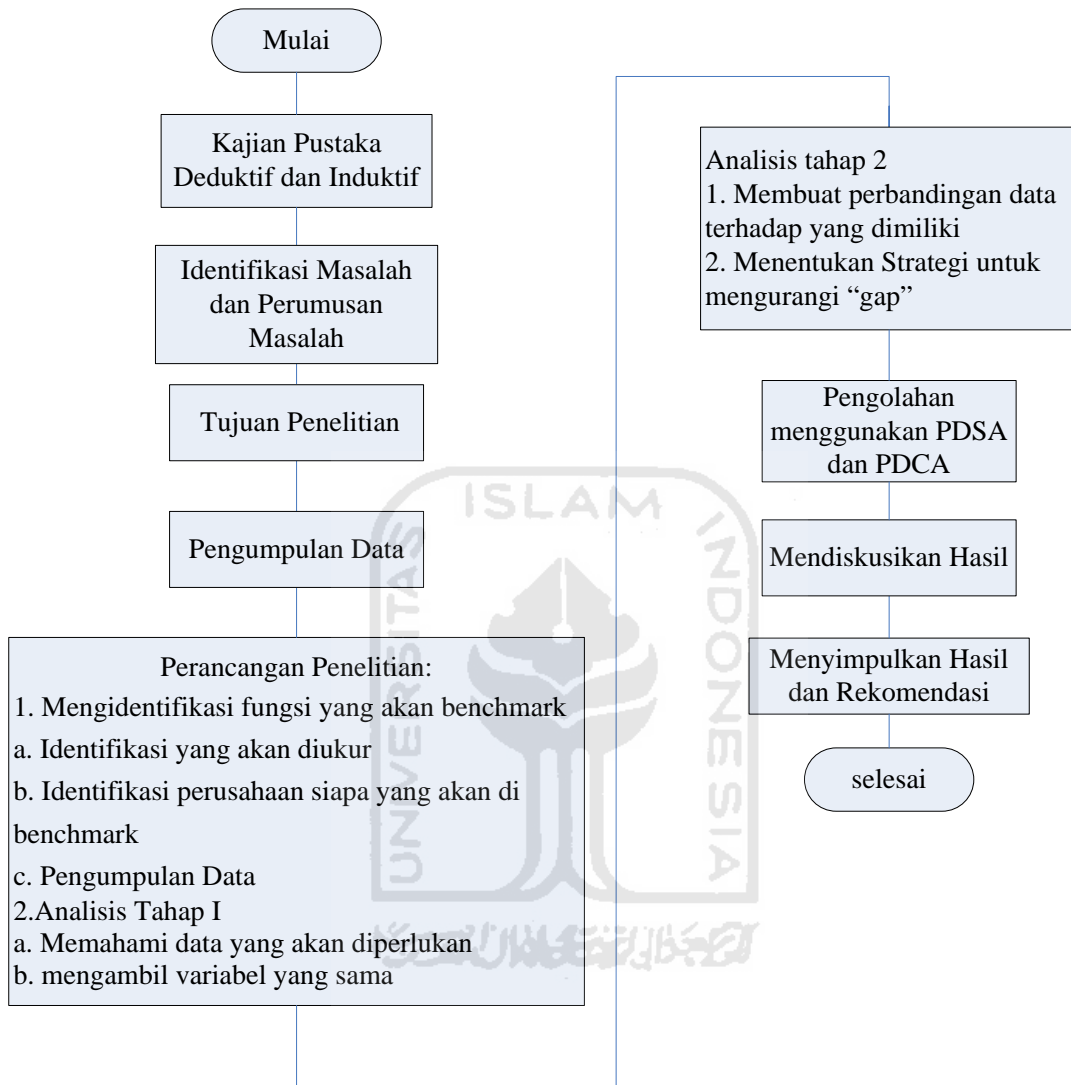 Mulai
Kajian Pustaka
Deduktif dan Induktif
Identifikasi Masalah
dan Perumusan
Masalah
Tujuan Penelitian
Pengumpulan Data
Perancangan Penelitian:
1. Mengidentifikasi fungsi yang akan benchmark
a. Identifikasi yang akan diukur
b. Identifikasi perusahaan siapa yang akan di
benchmark
c. Pengumpulan Data
2.Analisis Tahap I
a. Memahami data yang akan diperlukan
b. mengambil variabel yang sama
Analisis tahap 2
1. Membuat perbandingan data
terhadap yang dimiliki
2. Menentukan Strategi untuk
mengurangi “gap”
Pengolahan
menggunakan PDSA
dan PDCA
Mendiskusikan Hasil
Menyimpulkan Hasil
dan Rekomendasi
selesai
UNIVERSITAS
ISLAM
INDONESIA